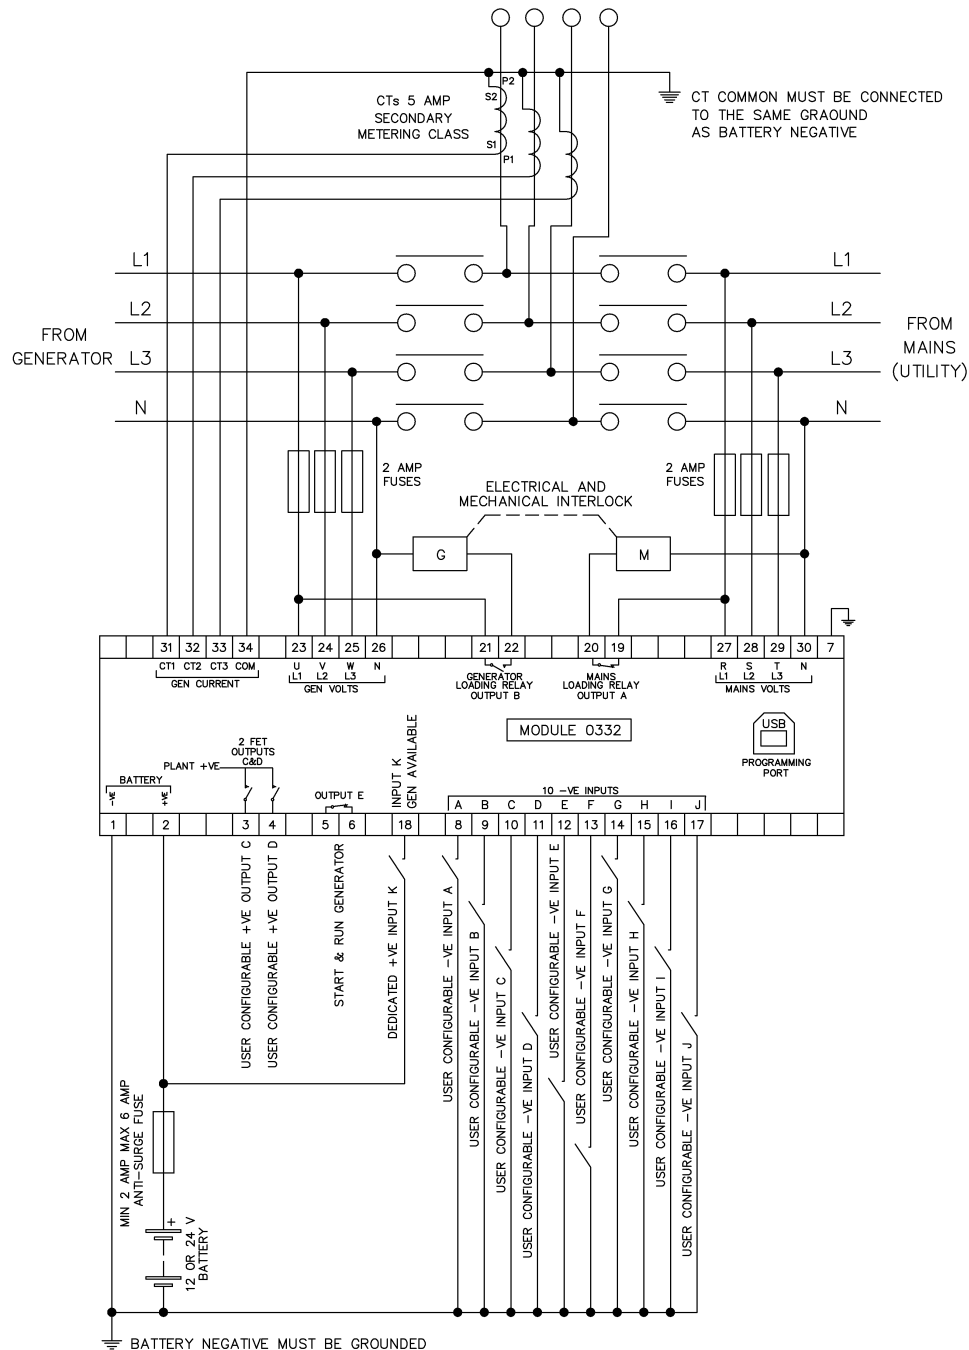 P2
S2
CTs 5 AMP
SECONDARY
METERING CLASS
S1
P1
CT COMMON MUST BE CONNECTED
TO THE SAME GRAOUND
AS BATTERY NEGATIVE
L1
L2
L3
N
FROM
GENERATOR
L1
L2
L3
N
FROM
MAINS
(UTILITY)
2 AMP
FUSES
ELECTRICAL AND
MECHANICAL INTERLOCK
2 AMP
FUSES
G
M
31 32 33 34 23 24 25 26 21 22 20 19 27 28 29 30 7
CT1 CT2 CT3 COM
GEN CURRENT
U V W N
L1 L2 L3
GEN VOLTS
GENERATOR
LOADING RELAY
OUTPUT B
MAINS
LOADING RELAY
OUTPUT A
R S T N
L1 L2 L3
MAINS VOLTS
MODULE 0332
USB
PROGRAMMING
PORT
2 FET
OUTPUTS
C&D
PLANT +VE
BATTERY
-VE
+VE
OUTPUT E
INPUT K
GEN AVAILABLE
10 -VE INPUTS
A B C D E F G H I J
1 2 3 4 5 6 18 8 9 10 11 12 13 14 15 16 17
USER CONFIGURABLE +VE OUTPUT C
USER CONFIGURABLE +VE OUTPUT D
START & RUN GENERATOR
DEDICATED +VE INPUT K
USER CONFIGURABLE -VE INPUT A
USER CONFIGURABLE -VE INPUT B
USER CONFIGURABLE -VE INPUT C
USER CONFIGURABLE -VE INPUT D
USER CONFIGURABLE -VE INPUT E
USER CONFIGURABLE -VE INPUT F
USER CONFIGURABLE -VE INPUT G
USER CONFIGURABLE -VE INPUT H
USER CONFIGURABLE -VE INPUT I
USER CONFIGURABLE -VE INPUT J
MIN 2 AMP MAX 6 AMP
ANTI-SURGE FUSE
+
12 OR 24 V
BATTERY
BATTERY NEGATIVE MUST BE GROUNDED